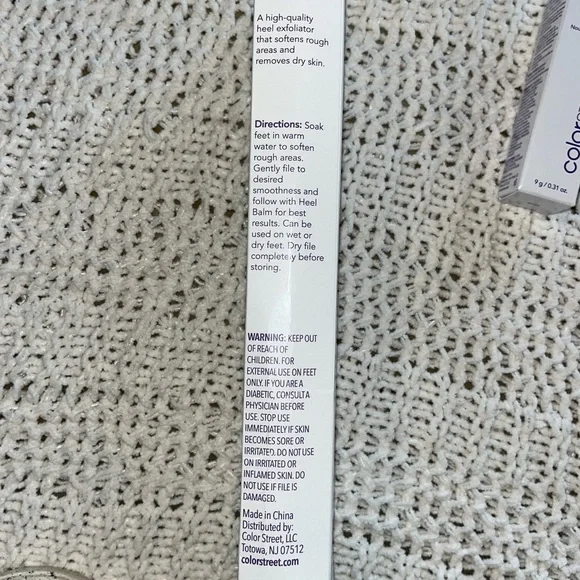 A high-quality
heel exfoliator
that softens rough
areas and
removes dry skin.
Directions: Soak
feet in warm
water to soften
rough areas.
Gently file to
desired
smoothness and
follow with Heel
Balm for best
results. Can be
used on wet or
dry feet. Dry file
completely before
storing.
WARNING: KEEP OUT
OF REACH OF
CHILDREN. FOR
EXTERNAL USE ON FEET
ONLY. IF YOU ARE A
DIABETIC, CONSULT A
PHYSICIAN BEFORE
USE. STOP USE
IMMEDIATELY IF SKIN
BECOMES SORE OR
IRRITATED. DO NOT USE
ON IRRITATED OR
INFLAMED SKIN. DO
NOT USE IF FILE IS
DAMAGED.
Made in China
Distributed by:
Color Street, LLC
Totowa, NJ 07512
colorstreet.com
color
9 g / 0.31 oz.